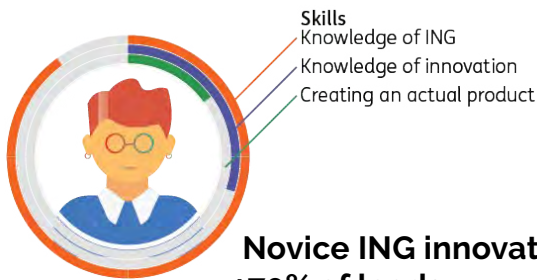 Skills
Knowledge of ING
Knowledge of innovation
Creating an actual product
Novice ING innovat